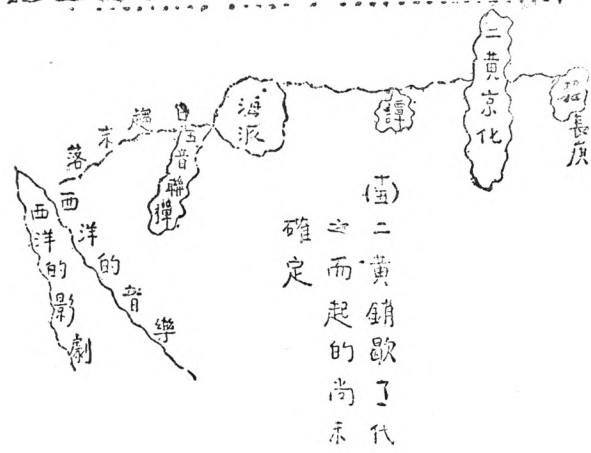 程長庚
二黃京化
譚
海派
五音聯彈
日趨末落
西洋的音樂
西洋的影劇
二黃銷歇了代
之而起的尚未
確定